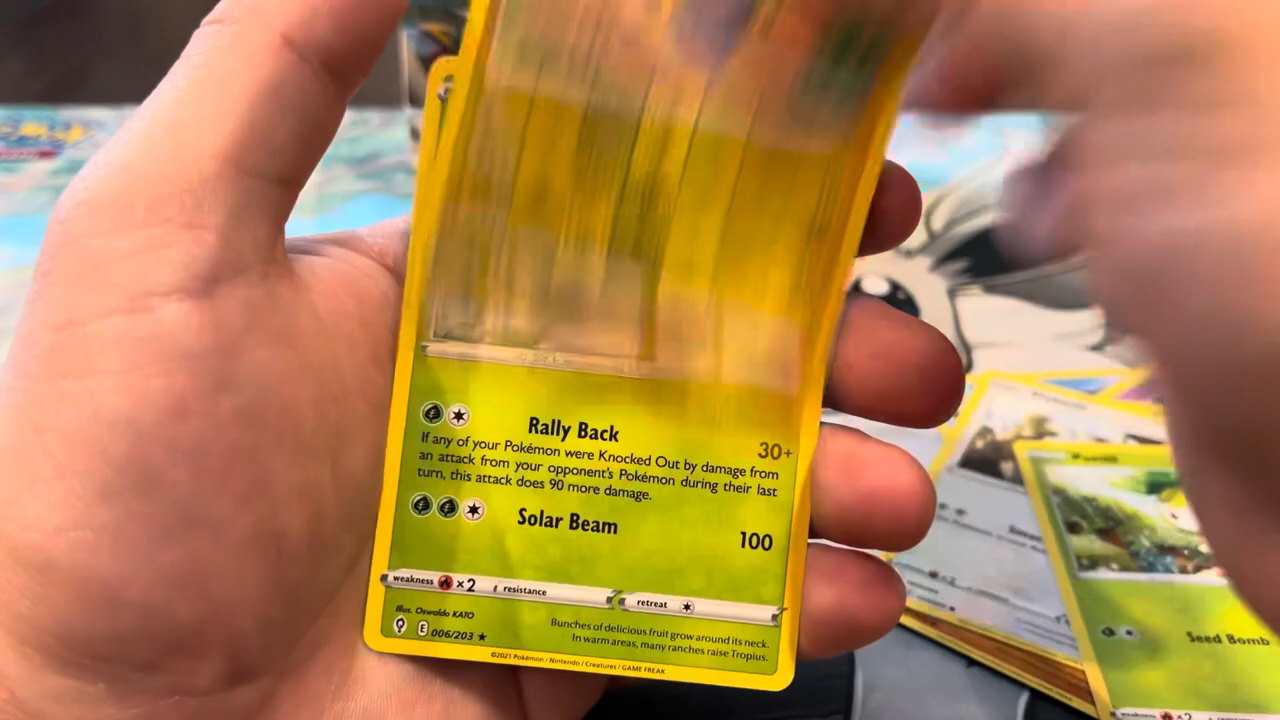 Rally Back
30+
If any of your Pokémon were Knocked Out by damage from
an attack from your opponent's Pokémon during their last
turn, this attack does 90 more damage.
Solar Beam
100
weakness ×2 resistance retreat
Illus. Oswaldo KATO
E 006/203 ★
Bunches of delicious fruit grow around its neck.
In warm areas, many ranches raise Tropius.
©2021 Pokémon / Nintendo / Creatures / GAME FREAK
Seed Bomb
weakness ×2